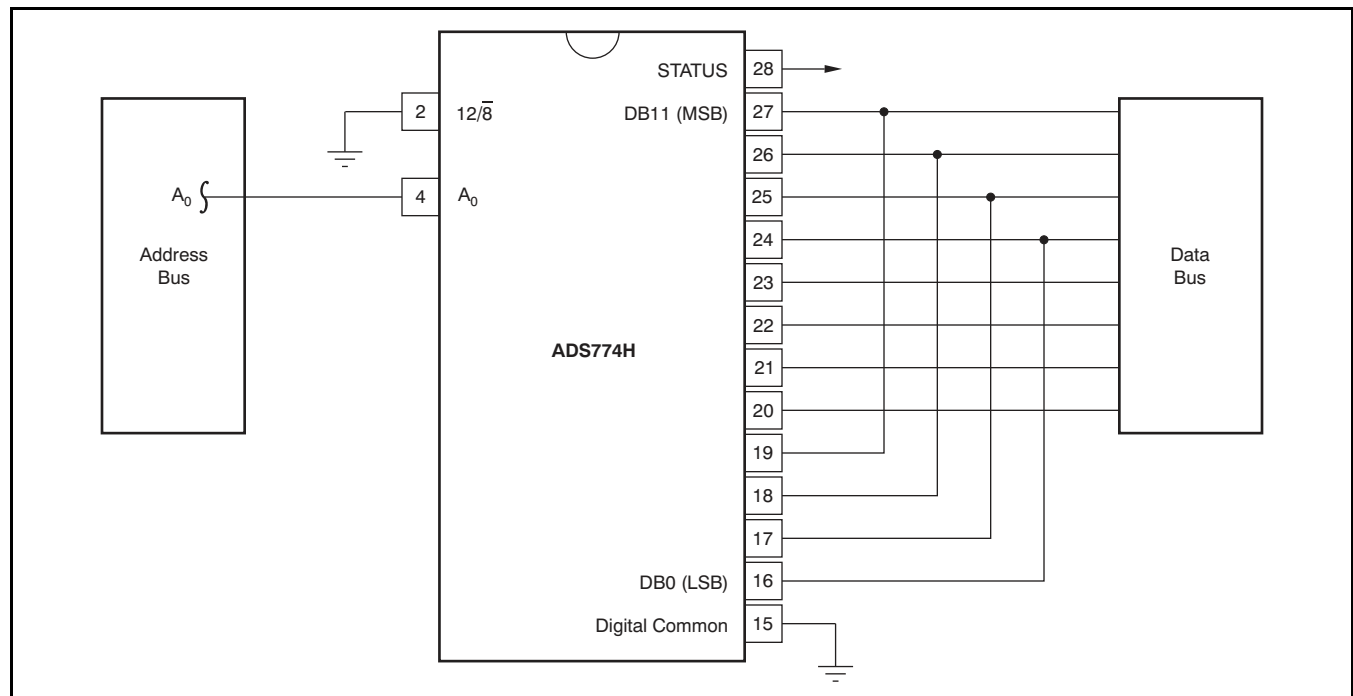 STATUS 28
2 12/8̅ DB11 (MSB) 27
26
A₀ 4 A₀ 25
24
Address
Bus
Data
Bus
23
22
ADS774H
21
20
19
18
17
DB0 (LSB) 16
Digital Common 15